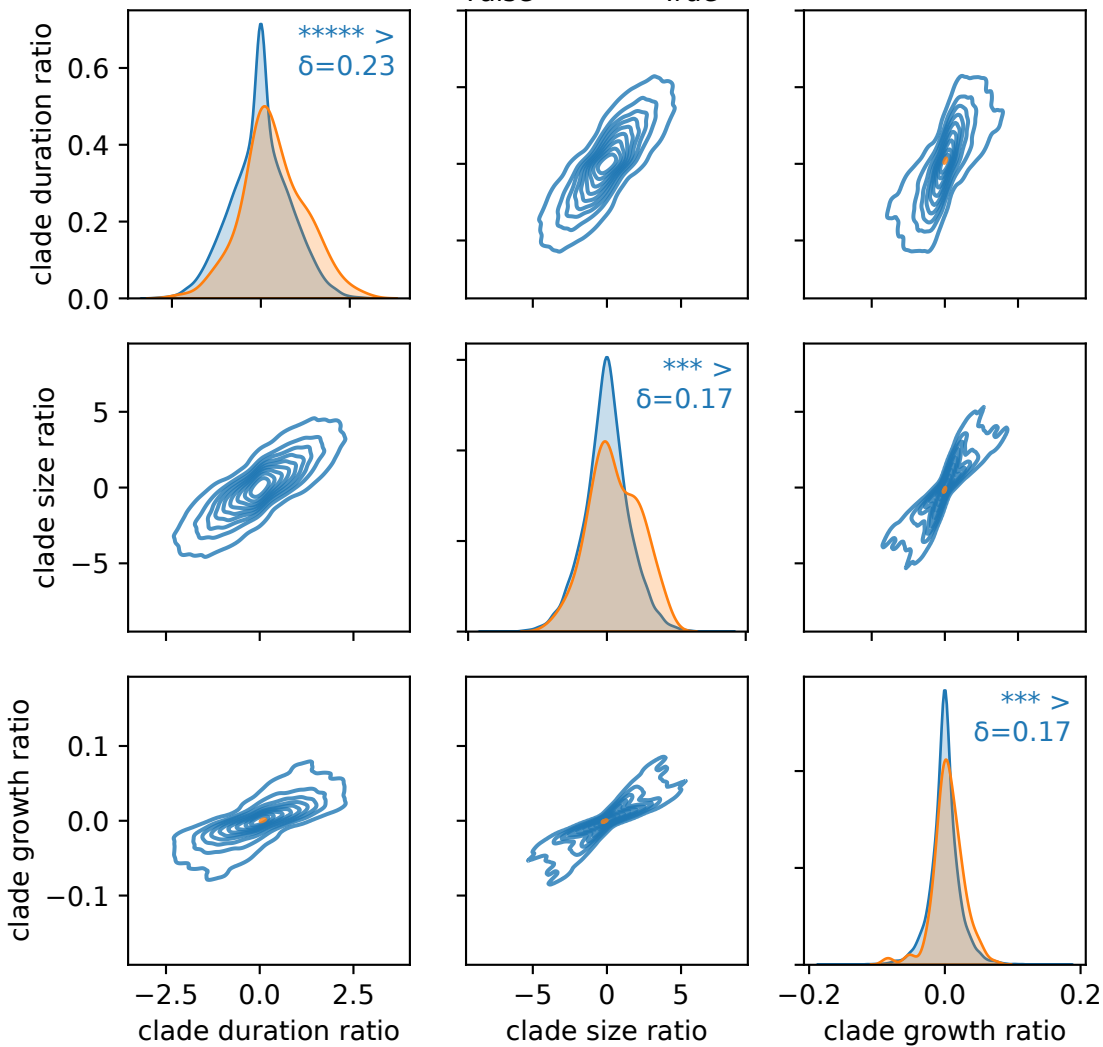 ***** >
δ=0.23
clade duration ratio
0.6
0.4
0.2
0.0
*** >
δ=0.17
clade size ratio
5
0
−5
*** >
δ=0.17
clade growth ratio
0.1
0.0
−0.1
−2.5 0.0 2.5
−5 0 5
−0.2 0.0 0.2
clade duration ratio
clade size ratio
clade growth ratio